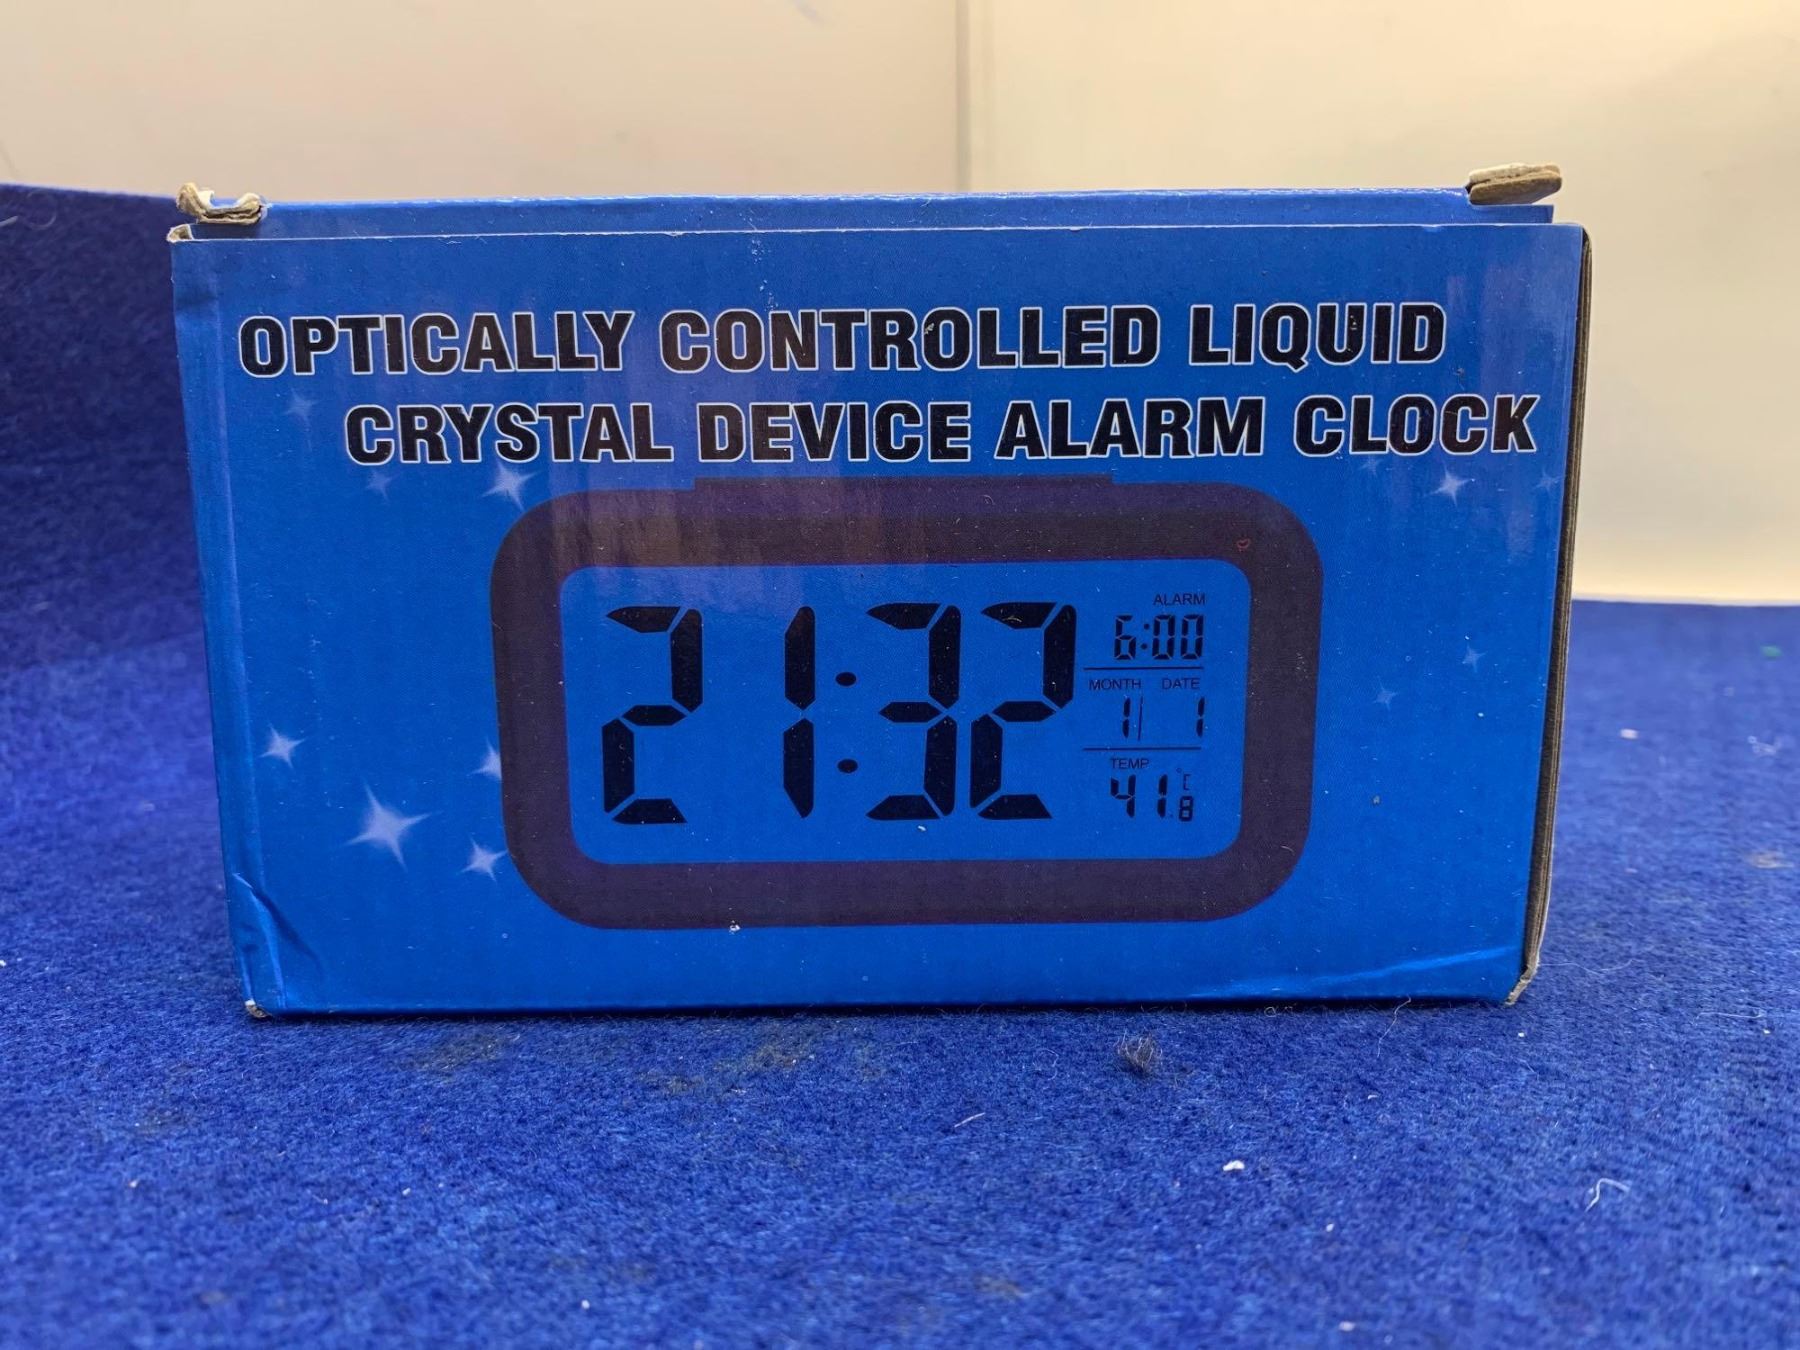 OPTICALLY CONTROLLED LIQUID
CRYSTAL DEVICE ALARM CLOCK
21:32
ALARM
6:00
MONTH DATE
1 1
TEMP
41.8 °C